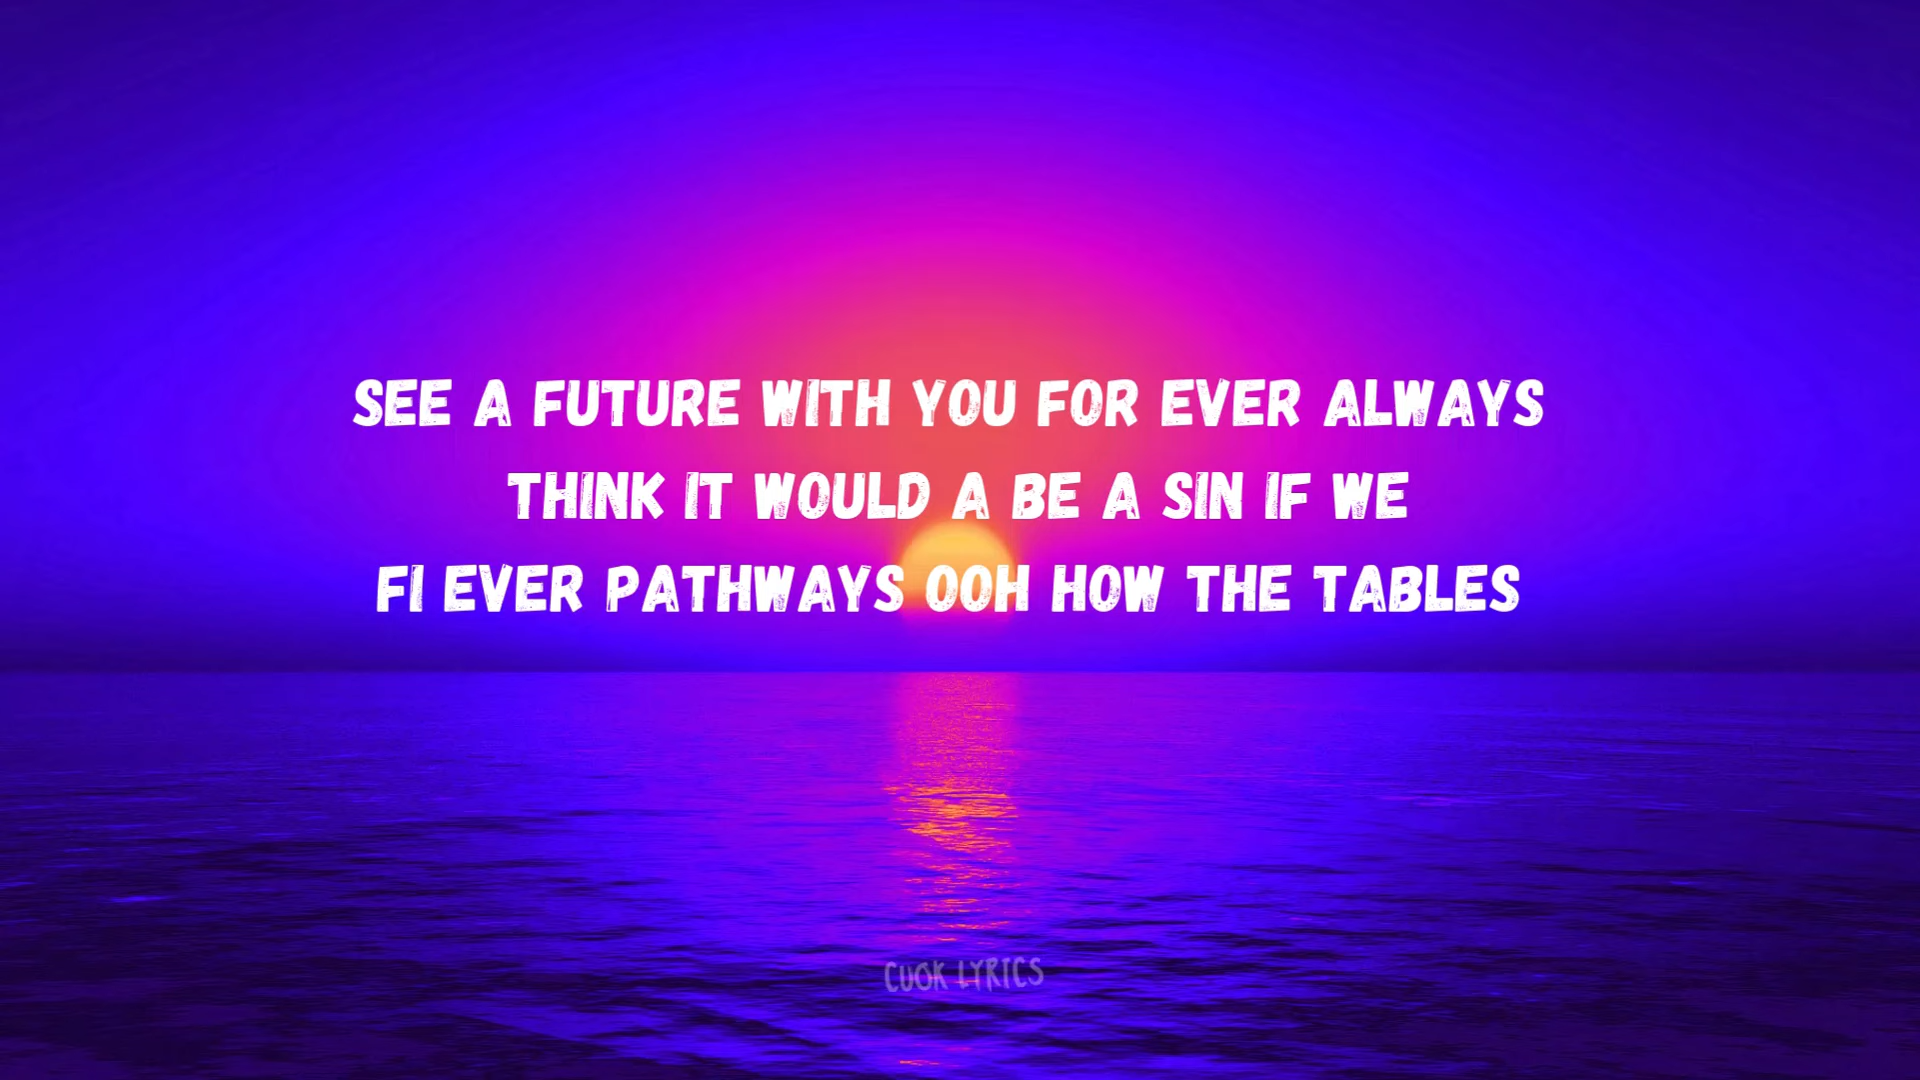 SEE A FUTURE WITH YOU FOR EVER ALWAYS
THINK IT WOULD A BE A SIN IF WE
FI EVER PATHWAYS OOH HOW THE TABLES
CUOK LYRICS